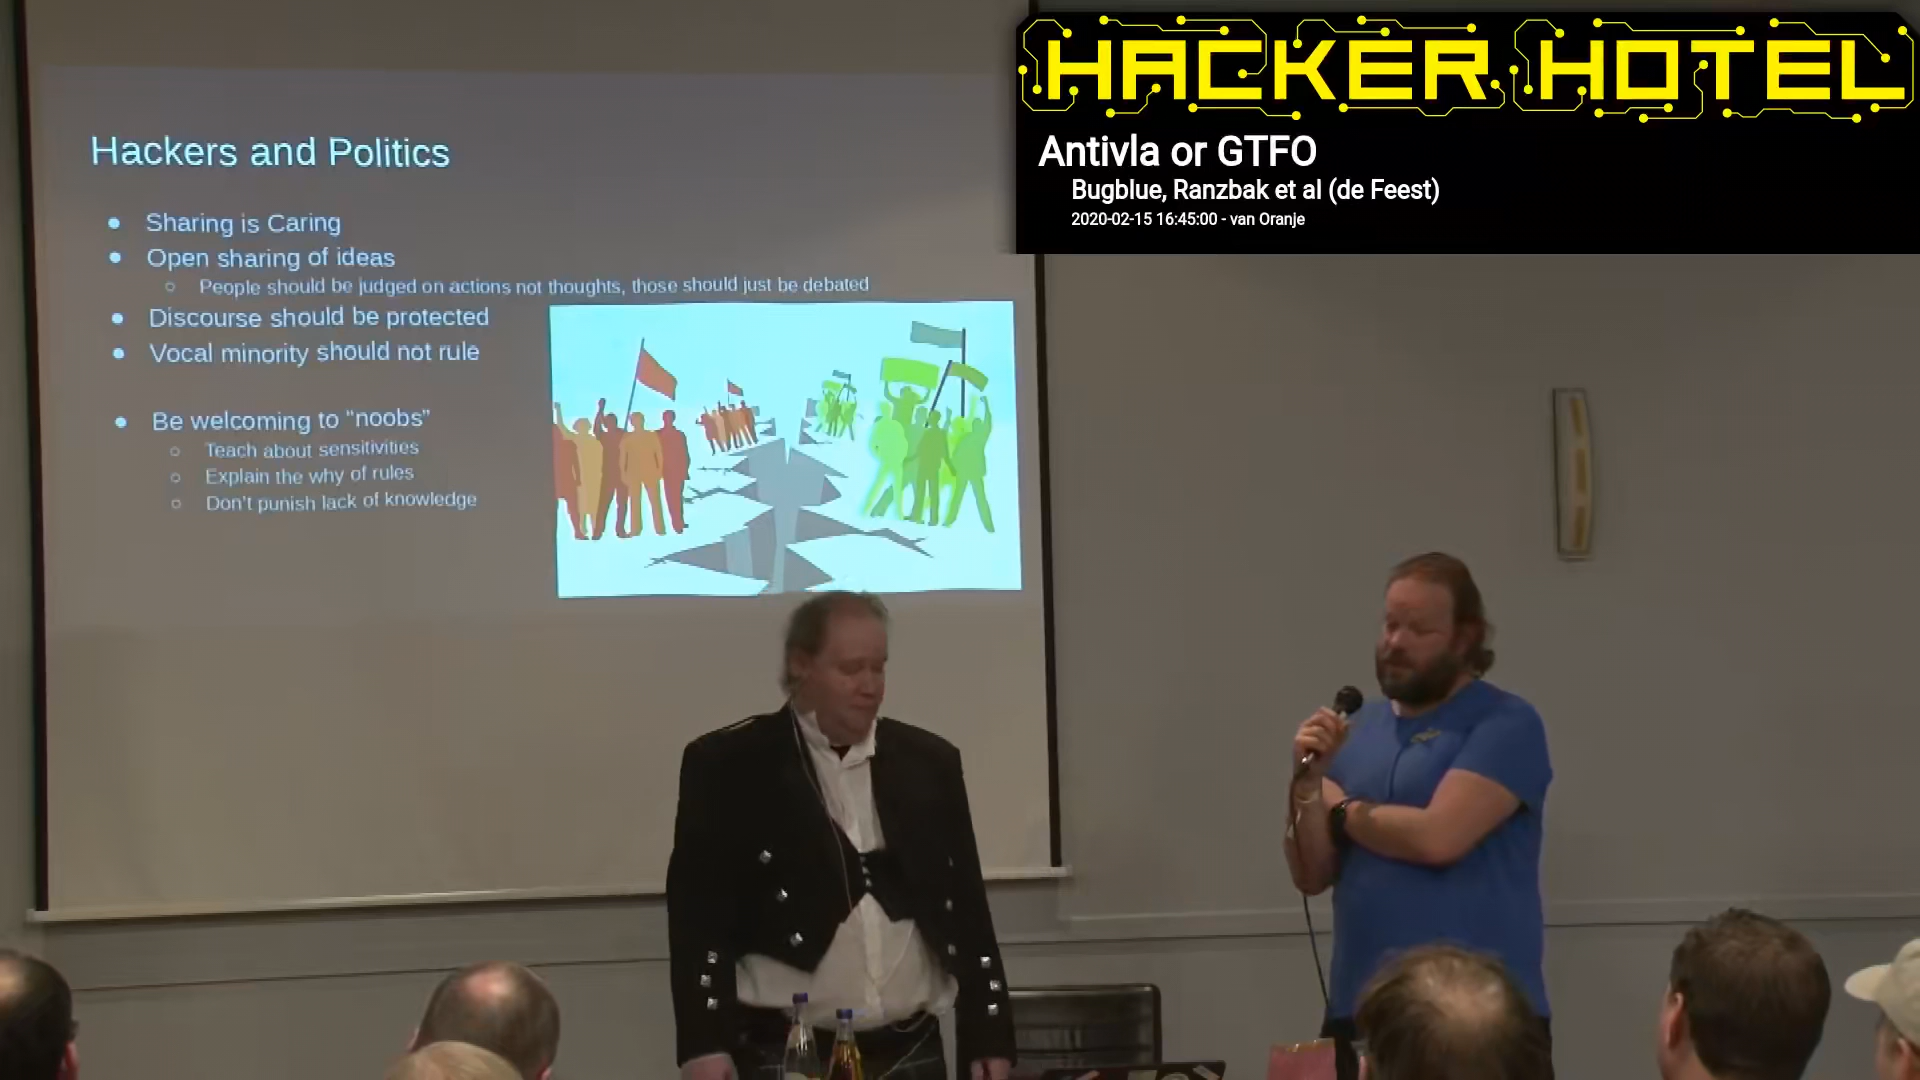 HACKER HOTEL
Antivla or GTFO
Bugblue, Ranzbak et al (de Feest)
2020-02-15 16:45:00 - van Oranje
Hackers and Politics
● Sharing is Caring
● Open sharing of ideas
○ People should be judged on actions not thoughts, those should just be debated
● Discourse should be protected
● Vocal minority should not rule
● Be welcoming to “noobs”
○ Teach about sensitivities
○ Explain the why of rules
○ Don't punish lack of knowledge